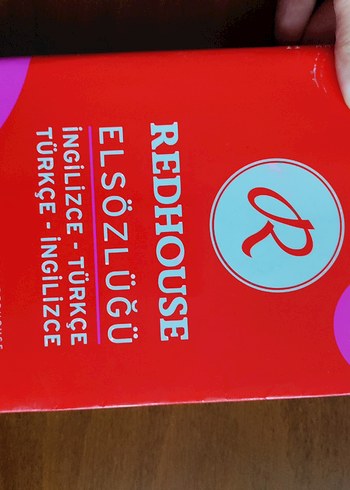 R
REDHOUSE
ELSÖZLÜĞÜ
İNGİLİZCE - TÜRKÇE
TÜRKÇE - İNGİLİZCE